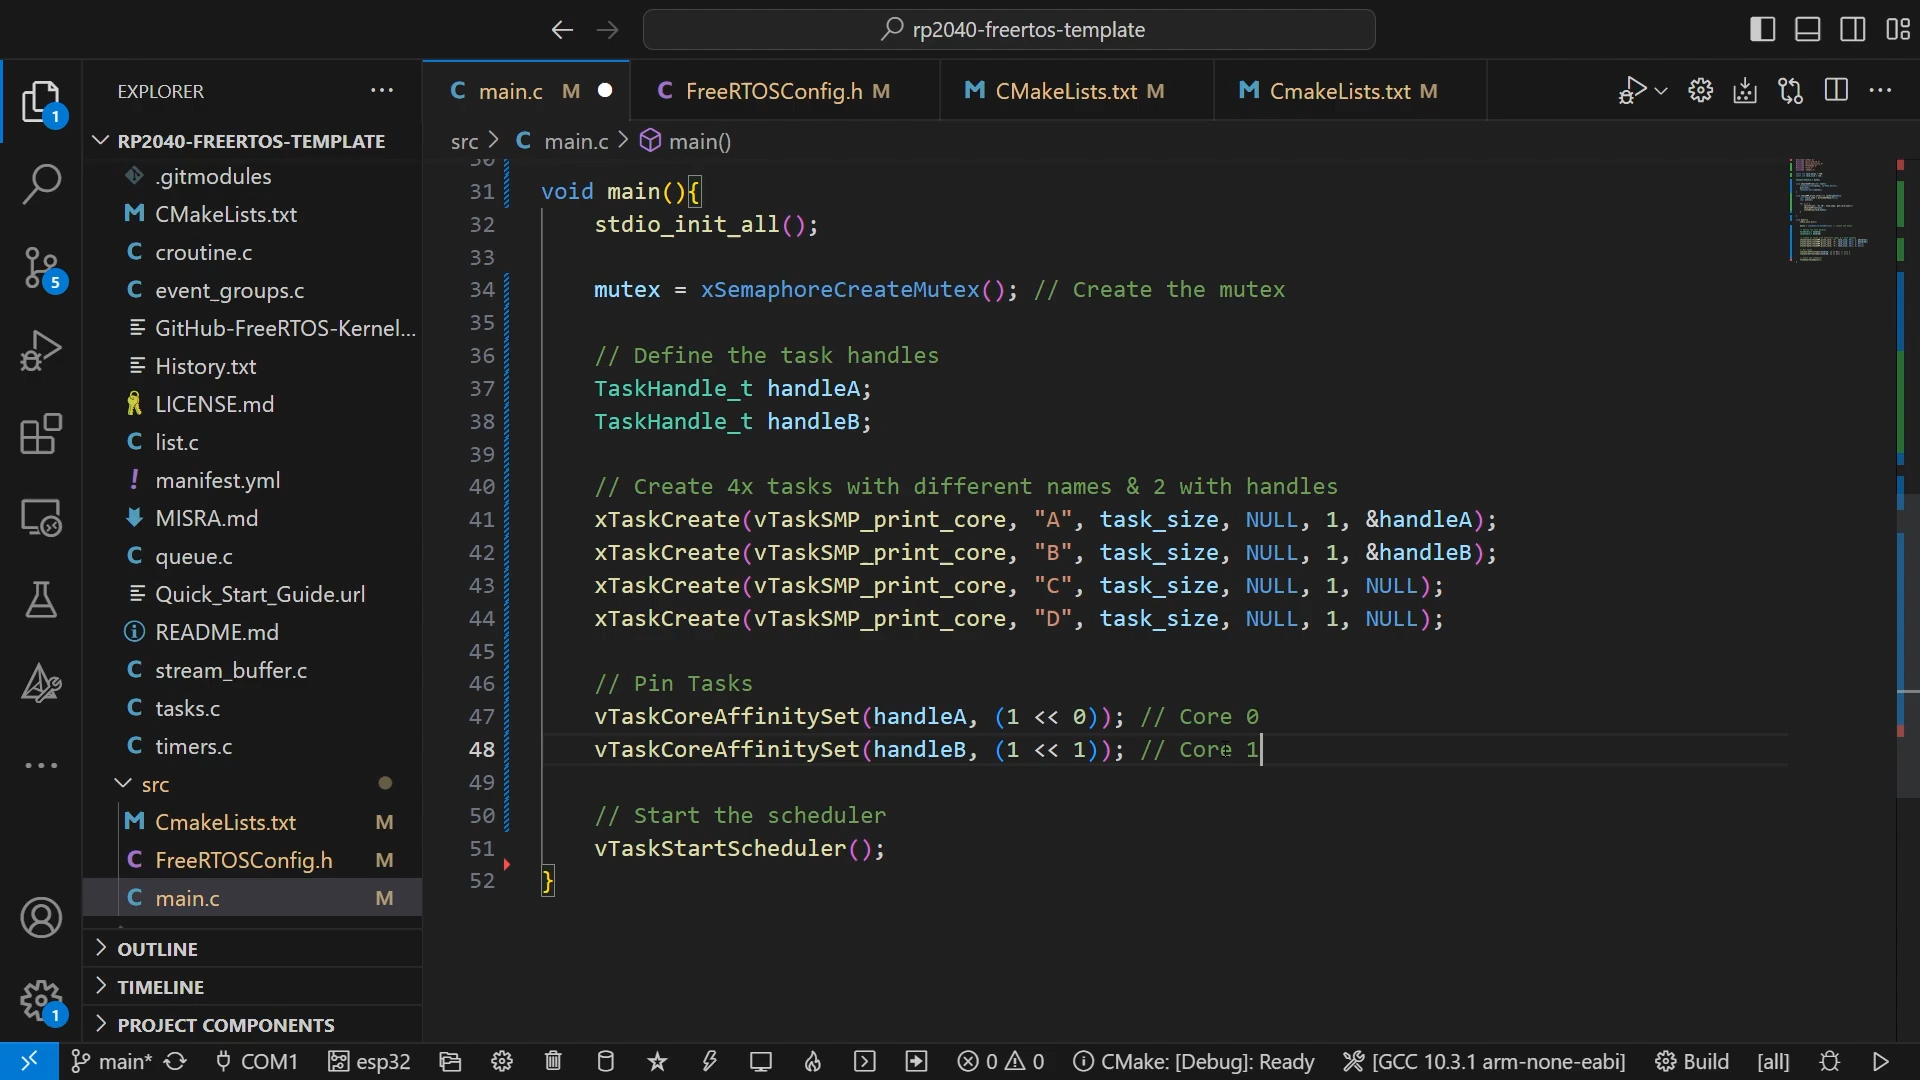 rp2040-freertos-template
EXPLORER
main.c M
FreeRTOSConfig.h M
CMakeLists.txt M
CmakeLists.txt M
RP2040-FREERTOS-TEMPLATE
.gitmodules
CMakeLists.txt
croutine.c
event_groups.c
GitHub-FreeRTOS-Kernel...
History.txt
LICENSE.md
list.c
manifest.yml
MISRA.md
queue.c
Quick_Start_Guide.url
README.md
stream_buffer.c
tasks.c
timers.c
src
CmakeLists.txt M
FreeRTOSConfig.h M
main.c M
OUTLINE
TIMELINE
PROJECT COMPONENTS
1
5
1
src > C main.c > main()
30
31 void main(){
32 stdio_init_all();
33
34 mutex = xSemaphoreCreateMutex(); // Create the mutex
35
36 // Define the task handles
37 TaskHandle_t handleA;
38 TaskHandle_t handleB;
39
40 // Create 4x tasks with different names & 2 with handles
41 xTaskCreate(vTaskSMP_print_core, "A", task_size, NULL, 1, &handleA);
42 xTaskCreate(vTaskSMP_print_core, "B", task_size, NULL, 1, &handleB);
43 xTaskCreate(vTaskSMP_print_core, "C", task_size, NULL, 1, NULL);
44 xTaskCreate(vTaskSMP_print_core, "D", task_size, NULL, 1, NULL);
45
46 // Pin Tasks
47 vTaskCoreAffinitySet(handleA, (1 << 0)); // Core 0
48 vTaskCoreAffinitySet(handleB, (1 << 1)); // Core 1
49
50 // Start the scheduler
51 vTaskStartScheduler();
52 }
main* COM1 esp32 0 0 CMake: [Debug]: Ready [GCC 10.3.1 arm-none-eabi] Build [all]